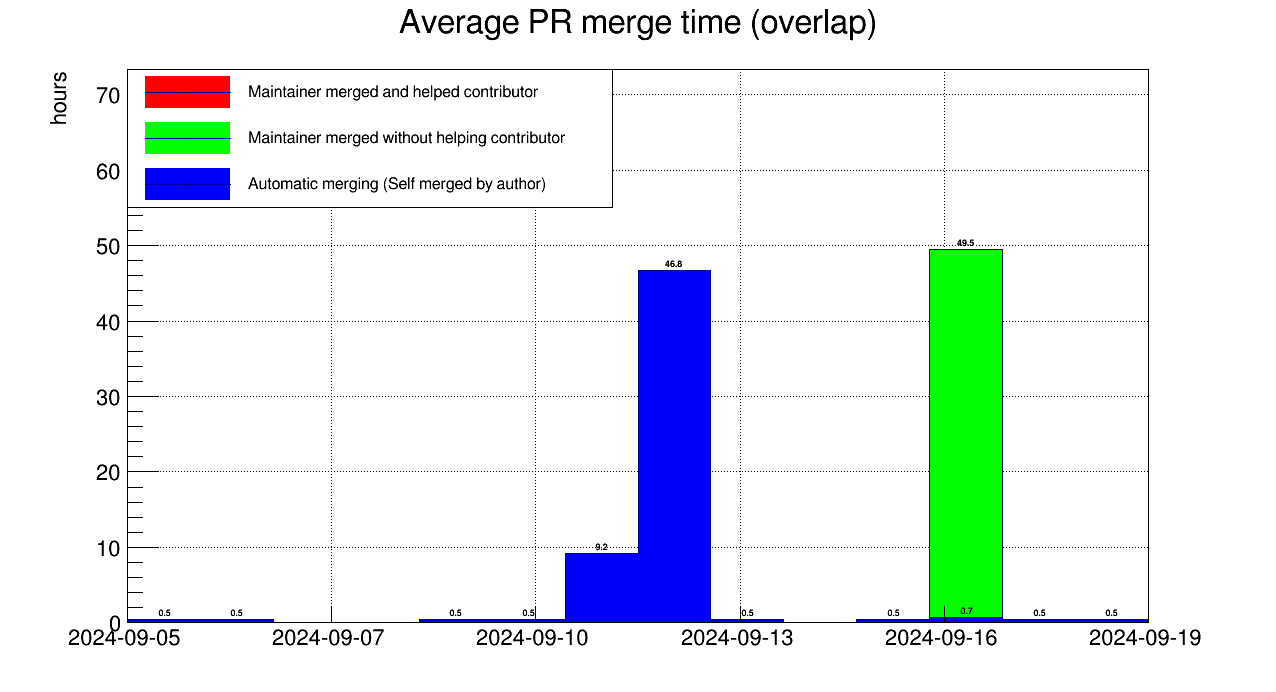 Average PR merge time (overlap)
hours
Maintainer merged and helped contributor
Maintainer merged without helping contributor
Automatic merging (Self merged by author)
70
60
50
40
30
20
10
0
49.5
46.8
9.2
0.5 0.5 0.5 0.5 0.5 0.5 0.7 0.5 0.5
2024-09-05 2024-09-07 2024-09-10 2024-09-13 2024-09-16 2024-09-19